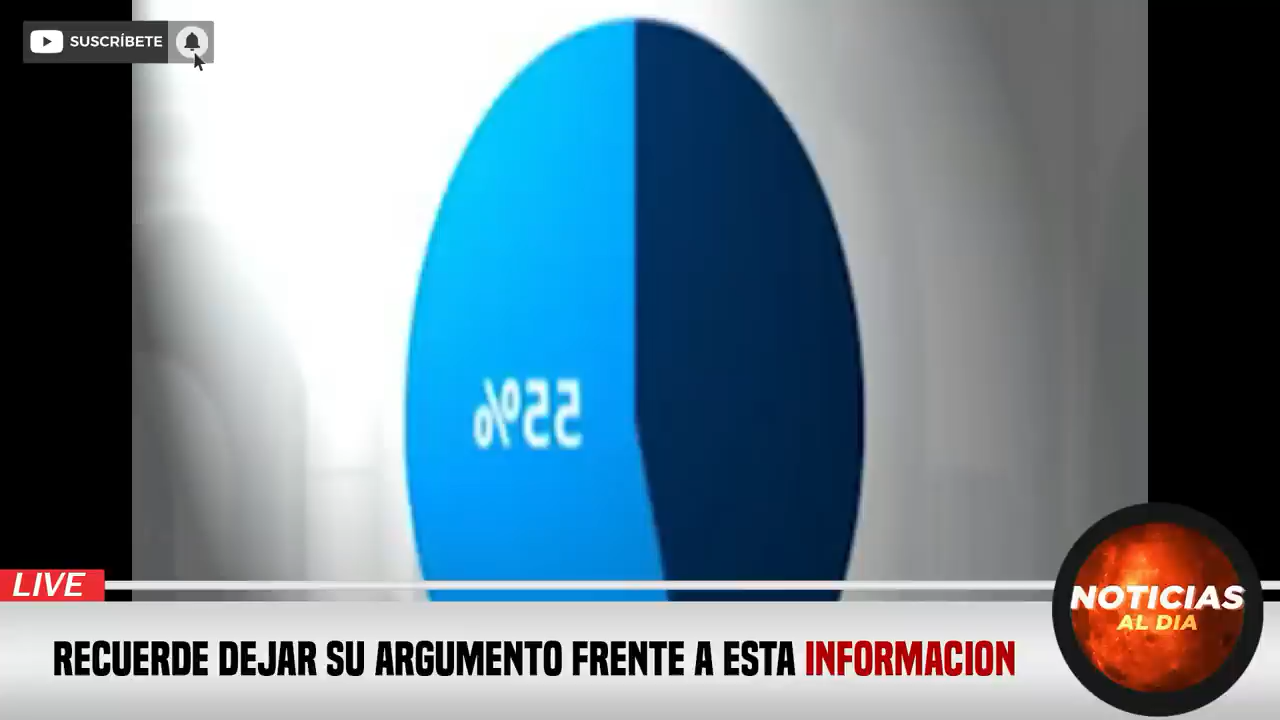 SUSCRÍBETE
55%
LIVE
NOTICIAS
AL DIA
RECUERDE DEJAR SU ARGUMENTO FRENTE A ESTA INFORMACION